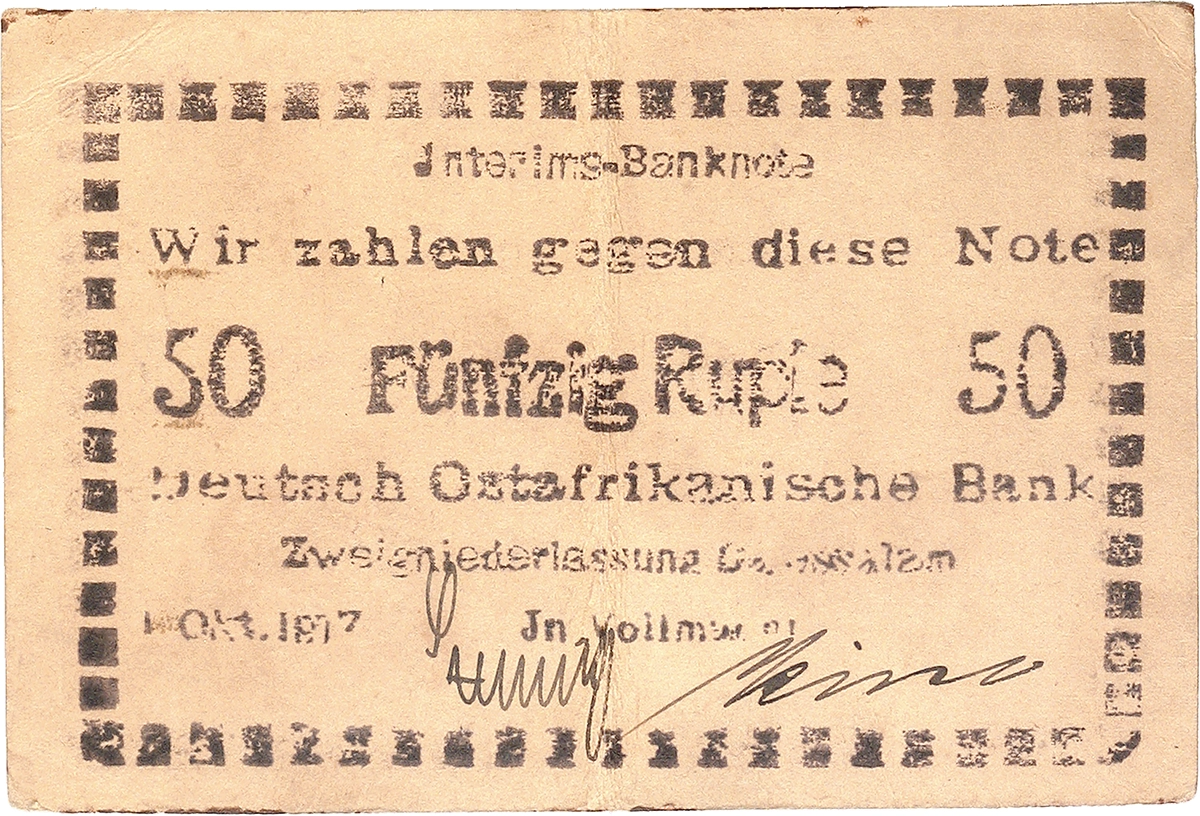 Interims-Banknote
Wir zahlen gegen diese Note
50 Fünfzig Rupie 50
Deutsch Ostafrikanische Bank
Zweigniederlassung Daressalam
Okt. 1917 In Vollmacht